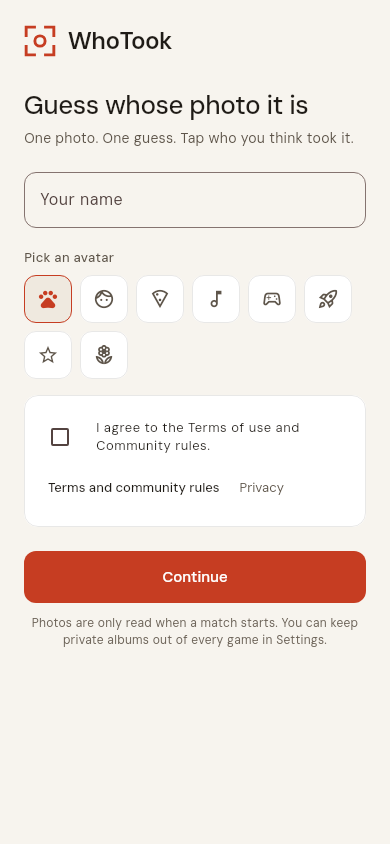 WhoTook
Guess whose photo it is
One photo. One guess. Tap who you think took it.
Your name
Pick an avatar
I agree to the Terms of use and
Community rules.
Terms and community rules Privacy
Continue
Photos are only read when a match starts. You can keep
private albums out of every game in Settings.